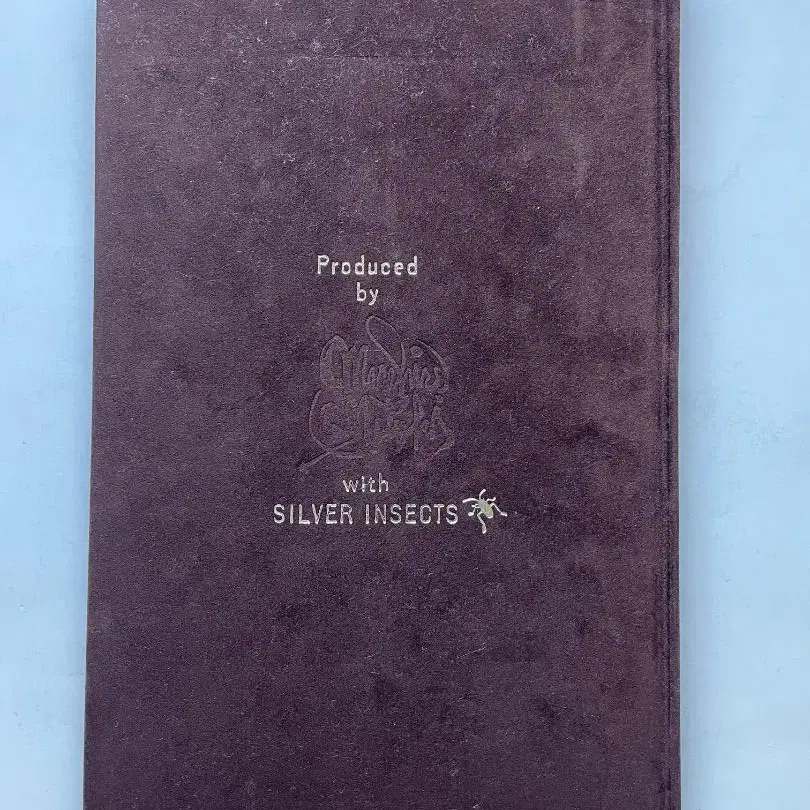 Produced
by
with
SILVER INSECTS